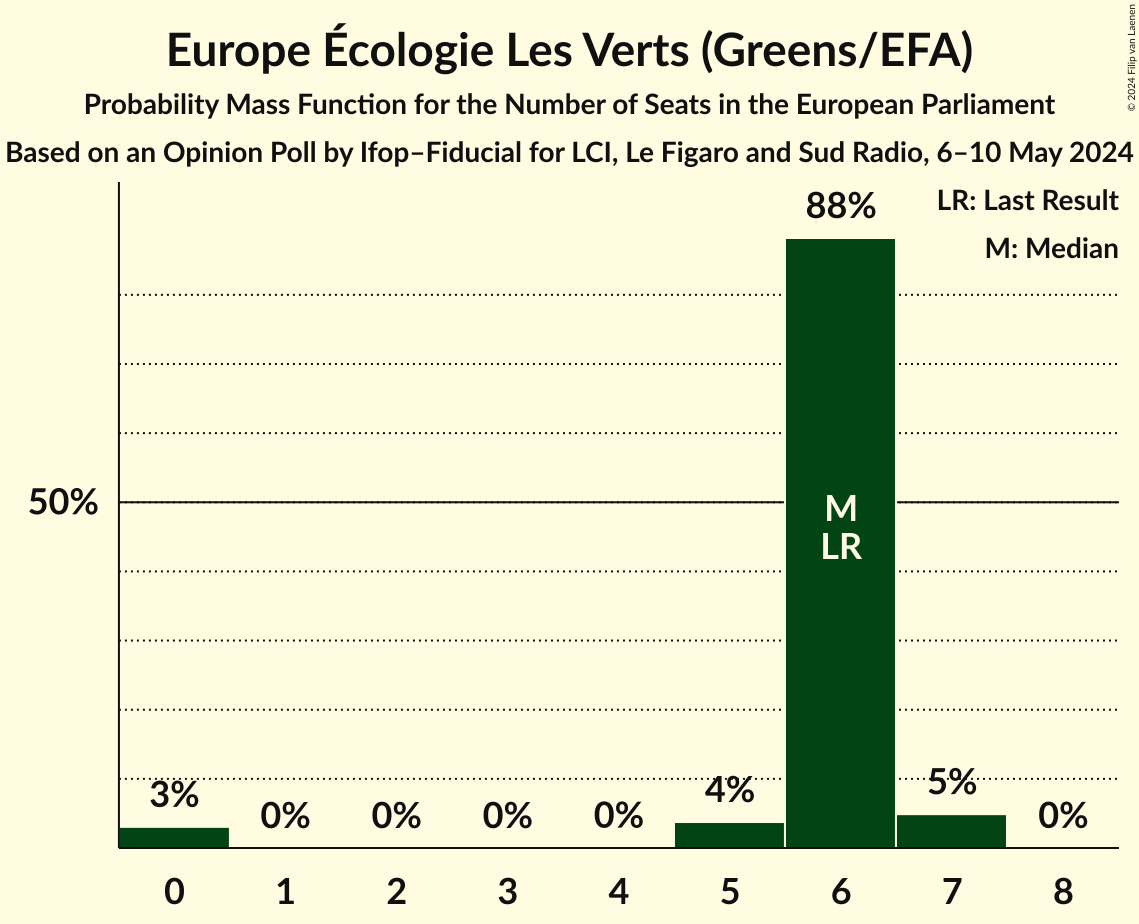 Europe Écologie Les Verts (Greens/EFA)
Probability Mass Function for the Number of Seats in the European Parliament
Based on an Opinion Poll by Ifop–Fiducial for LCI, Le Figaro and Sud Radio, 6–10 May 2024
© 2024 Filip van Laenen
LR: Last Result
M: Median
88%
50%
M
LR
3%
0%
0%
0%
0%
4%
5%
0%
0 1 2 3 4 5 6 7 8